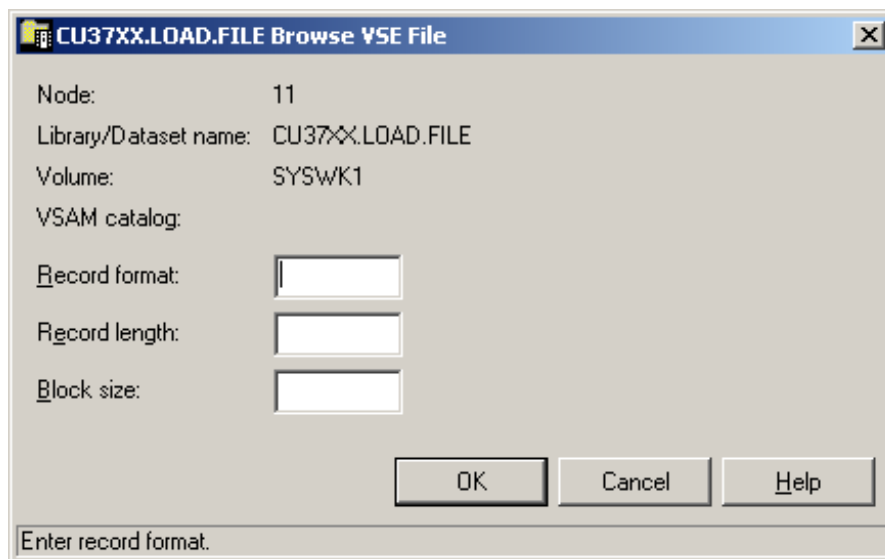 CU37XX.LOAD.FILE Browse VSE File
Node: 11
Library/Dataset name: CU37XX.LOAD.FILE
Volume: SYSWK1
VSAM catalog:
Record format:
Record length:
Block size:
OK Cancel Help
Enter record format.